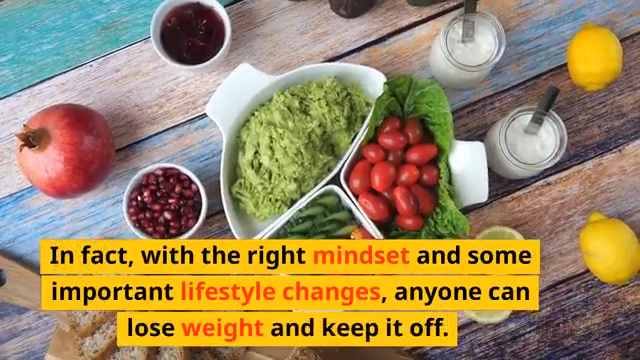 In fact, with the right mindset and some
important lifestyle changes, anyone can
lose weight and keep it off.